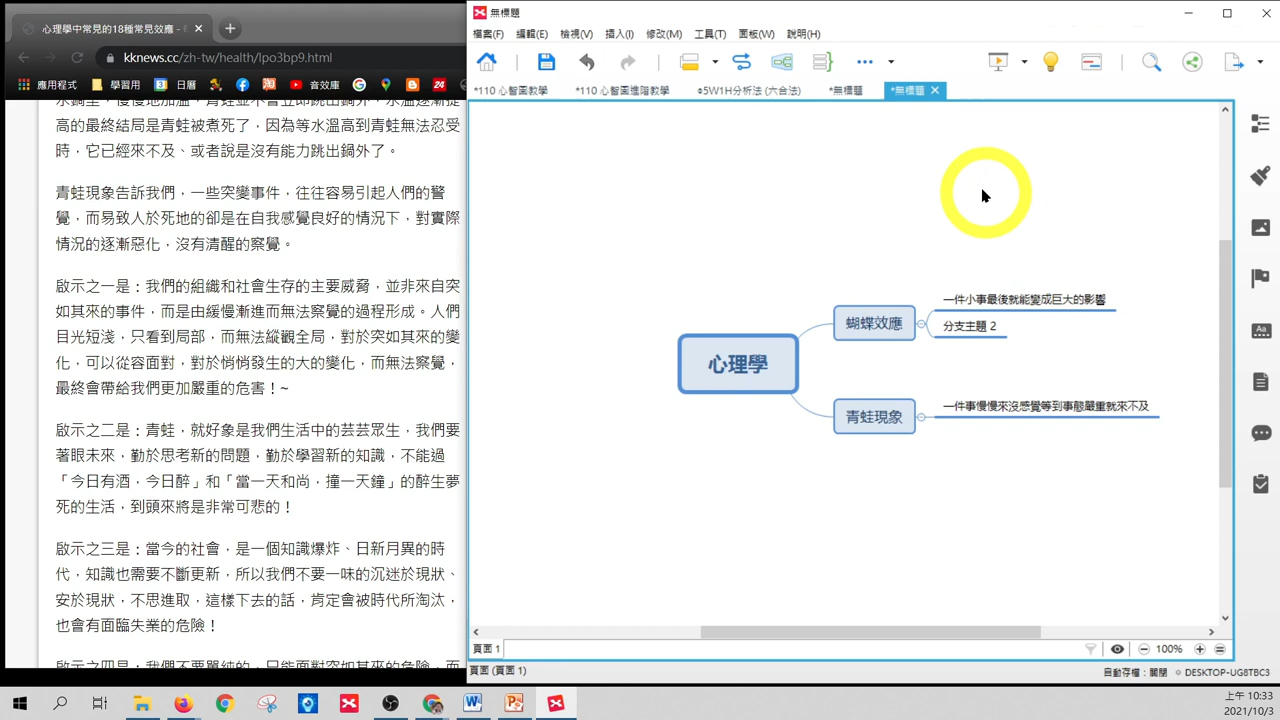 心理學中常見的18種常見效應 -
kknews.cc/zh-tw/health/lpo3bp9.html
應用程式
學習用
日曆
音效庫
24
高的最終結局是青蛙被煮死了，因為等水溫高到青蛙無法忍受
時，它已經來不及、或者說是沒有能力跳出鍋外了。
青蛙現象告訴我們，一些突變事件，往往容易引起人們的警
覺，而易致人於死地的卻是在自我感覺良好的情況下，對實際
情況的逐漸惡化，沒有清醒的察覺。
啟示之一是：我們的組織和社會生存的主要威脅，並非來自突
如其來的事件，而是由緩慢漸進而無法察覺的過程形成。人們
目光短淺，只看到局部，而無法縱觀全局，對於突如其來的變
化，可以從容面對，對於悄悄發生的大的變化，而無法察覺，
最終會帶給我們更加嚴重的危害！~
啟示之二是：青蛙，就好象是我們生活中的芸芸眾生，我們要
著眼未來，勤於思考新的問題，勤於學習新的知識，不能過
「今日有酒，今日醉」和「當一天和尚，撞一天鐘」的醉生夢
死的生活，到頭來將是非常可悲的！
啟示之三是：當今的社會，是一個知識爆炸、日新月異的時
代，知識也需要不斷更新，所以我們不要一味的沉迷於現狀、
安於現狀，不思進取，這樣下去的話，肯定會被時代所淘汰，
也會有面臨失業的危險！
啟示之四是：我們不要單純的，只能面對突如其來的危險，而
無標題
檔案(F) 編輯(E) 檢視(V) 插入(I) 修改(M) 工具(T) 面板(W) 說明(H)
*110 心智圖教學
*110 心智圖進階教學
5W1H分析法 (六合法)
*無標題
*無標題
心理學
蝴蝶效應
一件小事最後就能變成巨大的影響
分支主題 2
青蛙現象
一件事慢慢來沒感覺等到事態嚴重就來不及
頁面 1
100%
頁面 (頁面 1)
自動存檔: 關閉
DESKTOP-UG8TBC3
上午 10:33
2021/10/3